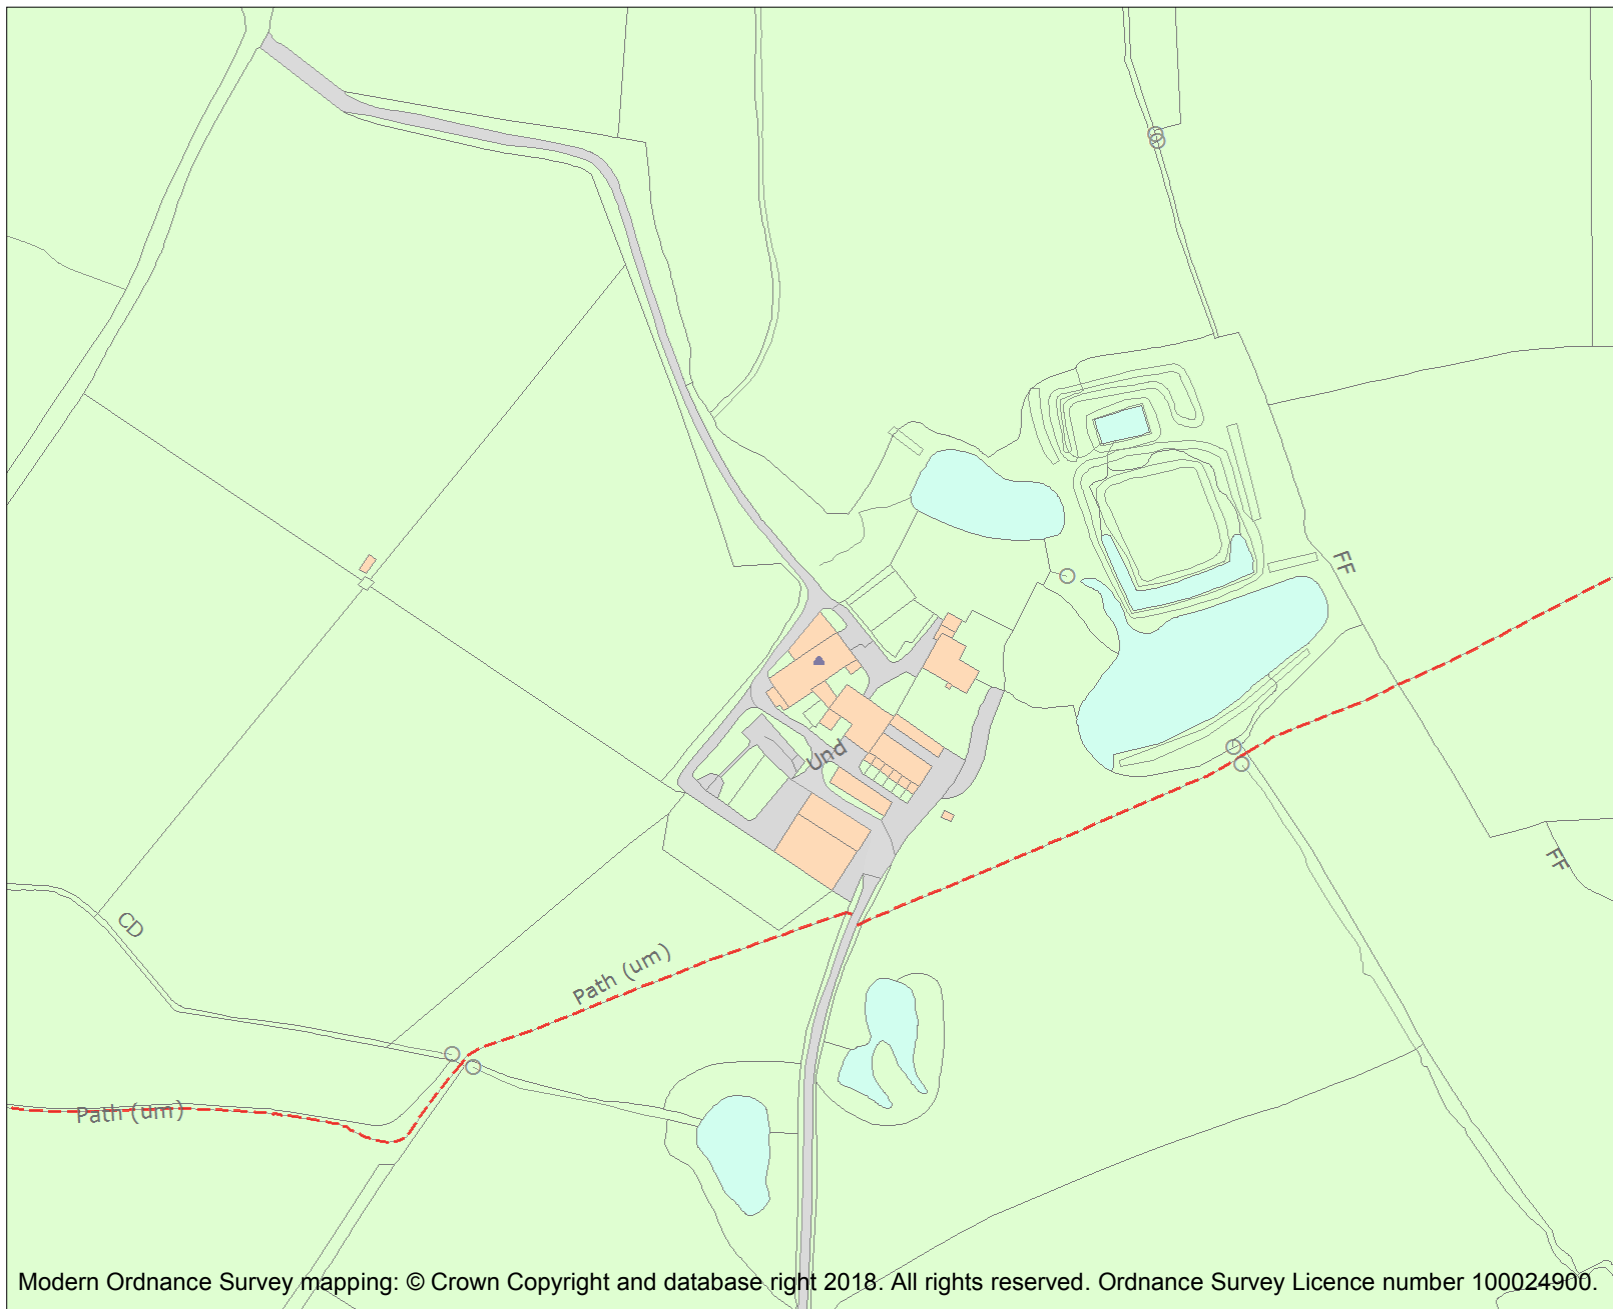 FF
Und
FF
CD
Path (um)
Path (um)
Modern Ordnance Survey mapping: © Crown Copyright and database right 2018. All rights reserved. Ordnance Survey Licence number 100024900.